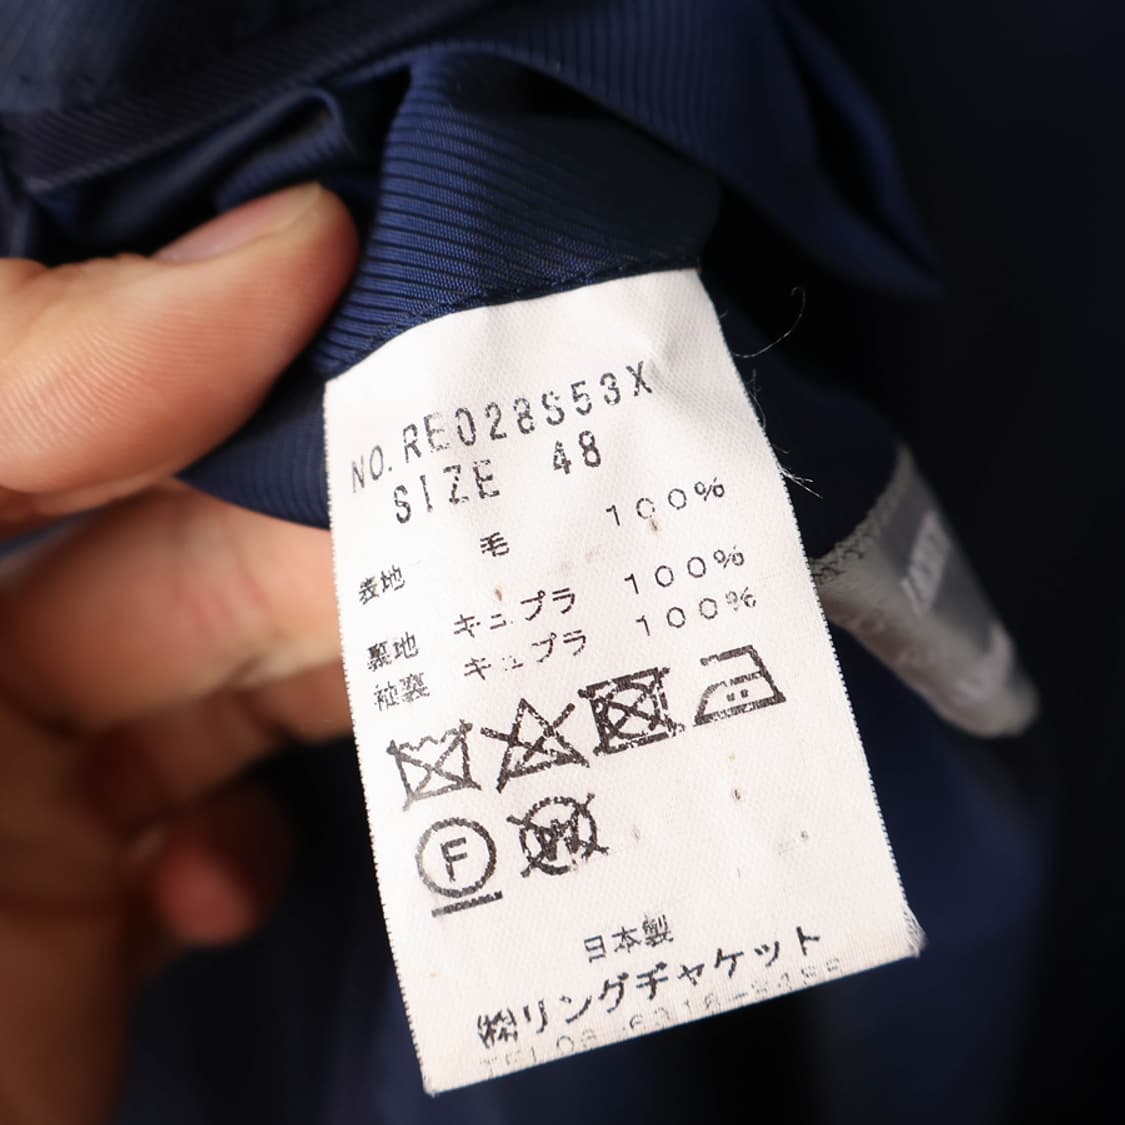 NO.RE028S53X
SIZE 48
表地 毛 100%
裏地 キュプラ 100%
袖裏 キュプラ 100%
F
W
日本製
㈱リングヂャケット